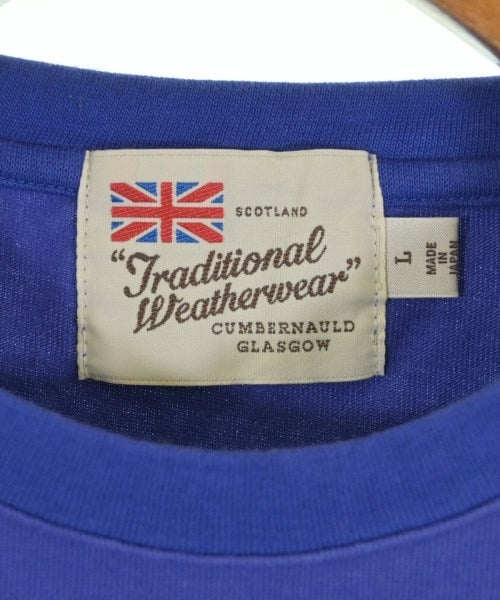 SCOTLAND
"Traditional
Weatherwear"
CUMBERNAULD
GLASGOW
L
MADE
IN
JAPAN